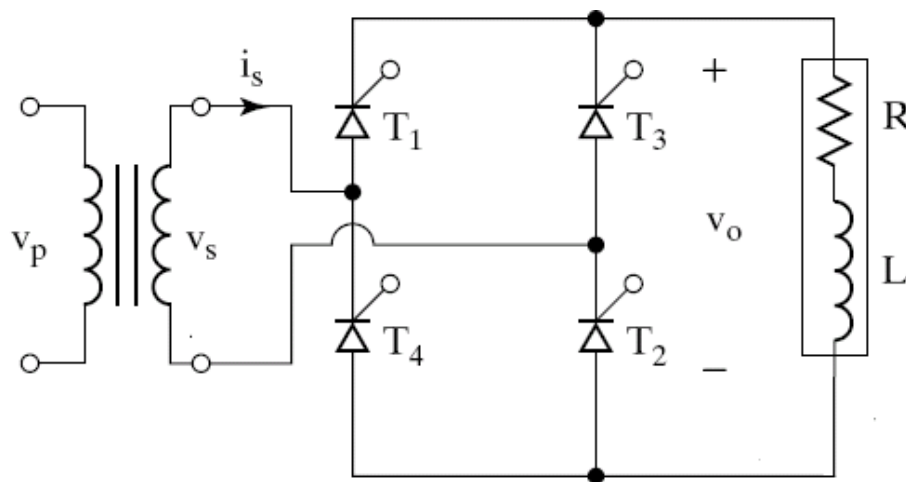 i_s
T_1
T_3
+
R
v_p
v_s
v_o
L
T_4
T_2
−